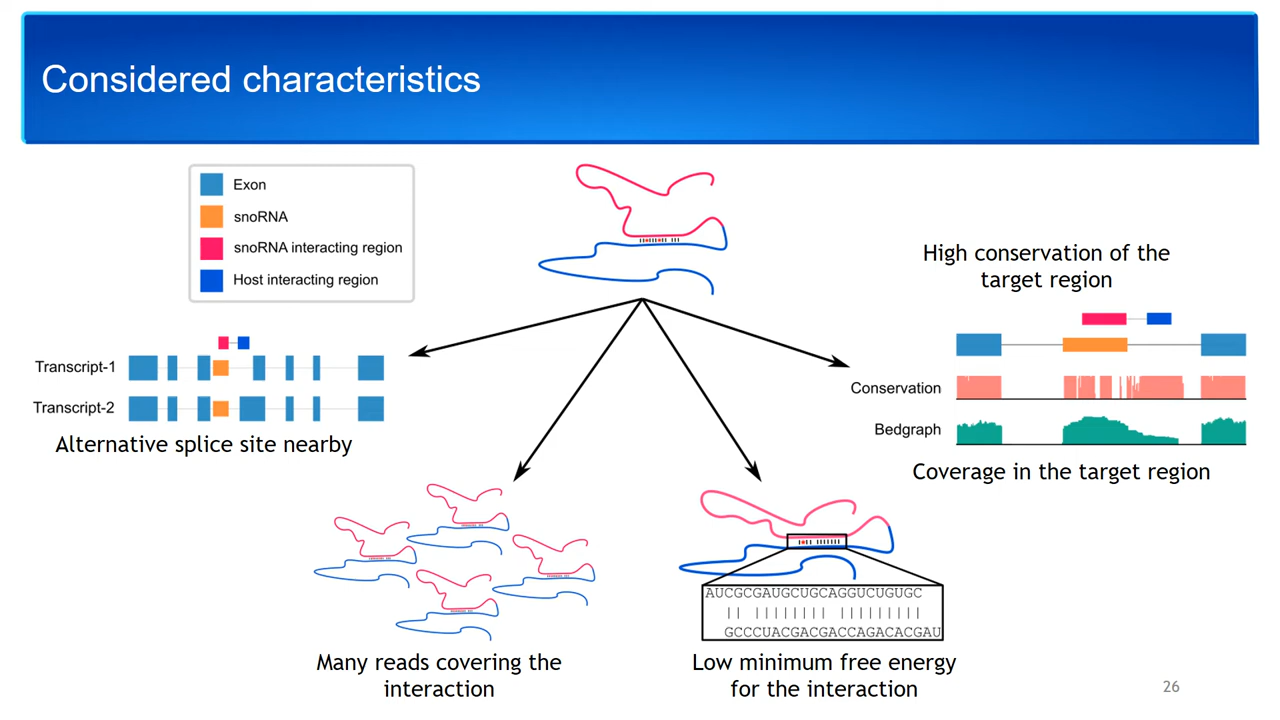 Considered characteristics
Exon
snoRNA
snoRNA interacting region
Host interacting region
High conservation of the
target region
Transcript-1
Transcript-2
Alternative splice site nearby
Conservation
Bedgraph
Coverage in the target region
AUCGCGAUGCUGCAGGUCUGUGC
GCCCUACGACGACCAGACACGAU
Many reads covering the
interaction
Low minimum free energy
for the interaction
26